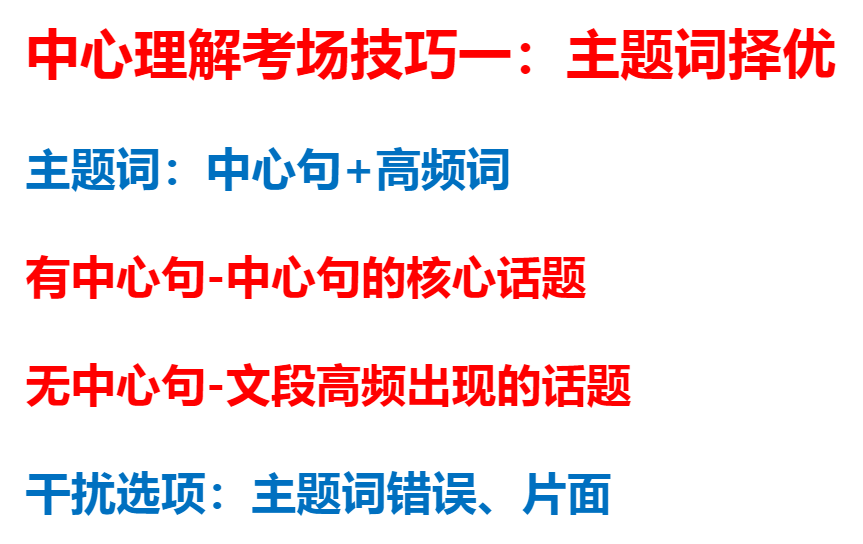 中心理解考场技巧一：主题词择优
主题词：中心句+高频词
有中心句-中心句的核心话题
无中心句-文段高频出现的话题
干扰选项：主题词错误、片面